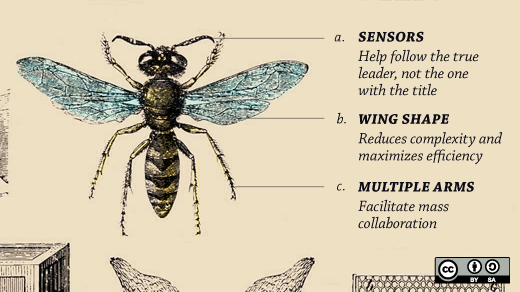 a. SENSORS
Help follow the true
leader, not the one
with the title
b. WING SHAPE
Reduces complexity and
maximizes efficiency
c. MULTIPLE ARMS
Facilitate mass
collaboration
cc
BY SA